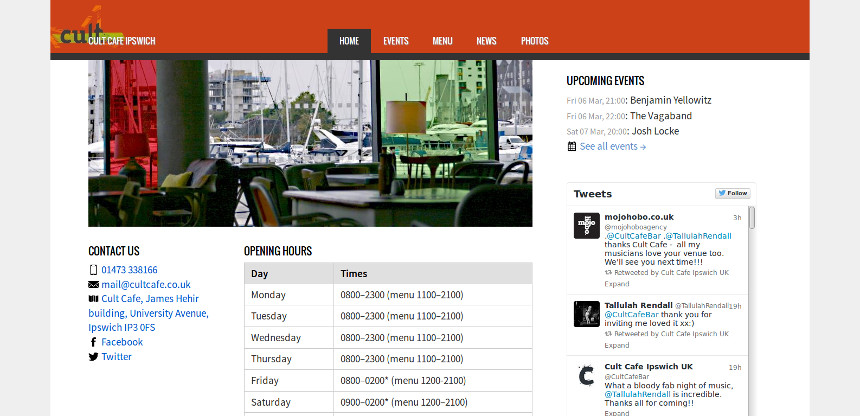 cult
CULT CAFE IPSWICH
HOME EVENTS MENU NEWS PHOTOS
UPCOMING EVENTS
Fri 06 Mar, 21:00: Benjamin Yellowitz
Fri 06 Mar, 22:00: The Vagaband
Sat 07 Mar, 20:00: Josh Locke
See all events →
Tweets Follow
mojohobo.co.uk 3h
@mojohoboagency
.@CultCafeBar .@TallulahRendall
thanks Cult Cafe - all my
musicians love your venue too.
We'll see you next time!!!
Retweeted by Cult Cafe Ipswich UK
Expand
Tallulah Rendall @TallulahRendall 19h
@CultCafeBar thank you for
inviting me loved it xx:)
Retweeted by Cult Cafe Ipswich UK
Expand
Cult Cafe Ipswich UK 19h
@CultCafeBar
What a bloody fab night of music,
@TallulahRendall is incredible.
Thanks all for coming!!
Expand
CONTACT US
01473 338166
mail@cultcafe.co.uk
Cult Cafe, James Hehir
building, University Avenue,
Ipswich IP3 0FS
Facebook
Twitter
OPENING HOURS
Day Times
Monday 0800–2300 (menu 1100–2100)
Tuesday 0800–2300 (menu 1100–2100)
Wednesday 0800–2300 (menu 1100–2100)
Thursday 0800–2300 (menu 1100–2100)
Friday 0800–0200* (menu 1200-2100)
Saturday 0900–0200* (menu 1200–2100)